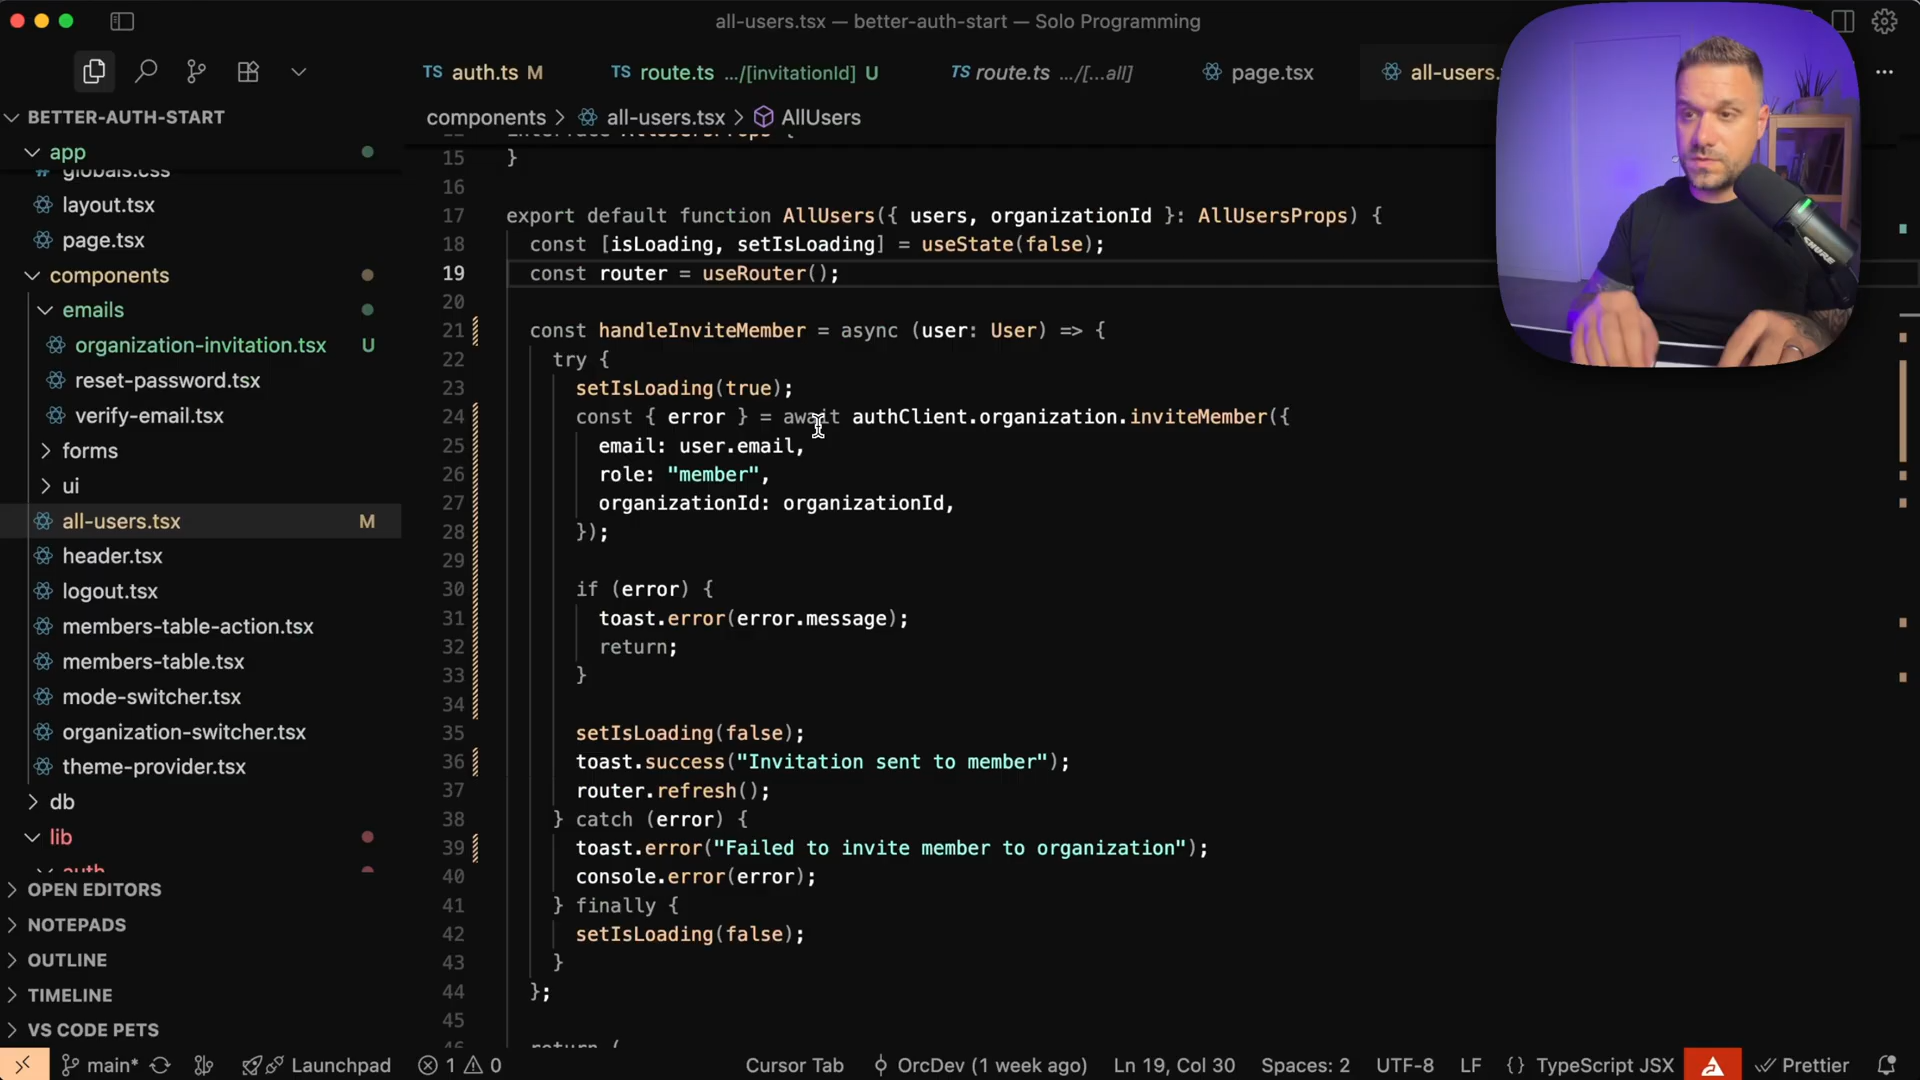 all-users.tsx — better-auth-start — Solo Programming
TS auth.ts M
TS route.ts .../[invitationId] U
TS route.ts .../[...all]
page.tsx
all-users.
components > all-users.tsx > AllUsers
BETTER-AUTH-START
app
# globals.css
layout.tsx
page.tsx
components
emails
organization-invitation.tsx U
reset-password.tsx
verify-email.tsx
forms
ui
all-users.tsx M
header.tsx
logout.tsx
members-table-action.tsx
members-table.tsx
mode-switcher.tsx
organization-switcher.tsx
theme-provider.tsx
db
lib
auth
OPEN EDITORS
NOTEPADS
OUTLINE
TIMELINE
VS CODE PETS
interface AllUsersProps {
15 }
16
17 export default function AllUsers({ users, organizationId }: AllUsersProps) {
18 const [isLoading, setIsLoading] = useState(false);
19 const router = useRouter();
20
21 const handleInviteMember = async (user: User) => {
22 try {
23 setIsLoading(true);
24 const { error } = await authClient.organization.inviteMember({
25 email: user.email,
26 role: "member",
27 organizationId: organizationId,
28 });
29
30 if (error) {
31 toast.error(error.message);
32 return;
33 }
34
35 setIsLoading(false);
36 toast.success("Invitation sent to member");
37 router.refresh();
38 } catch (error) {
39 toast.error("Failed to invite member to organization");
40 console.error(error);
41 } finally {
42 setIsLoading(false);
43 }
44 };
45
46 return (
main*
Launchpad
1
0
Cursor Tab
OrcDev (1 week ago)
Ln 19, Col 30
Spaces: 2
UTF-8
LF
{} TypeScript JSX
Prettier
SHURE